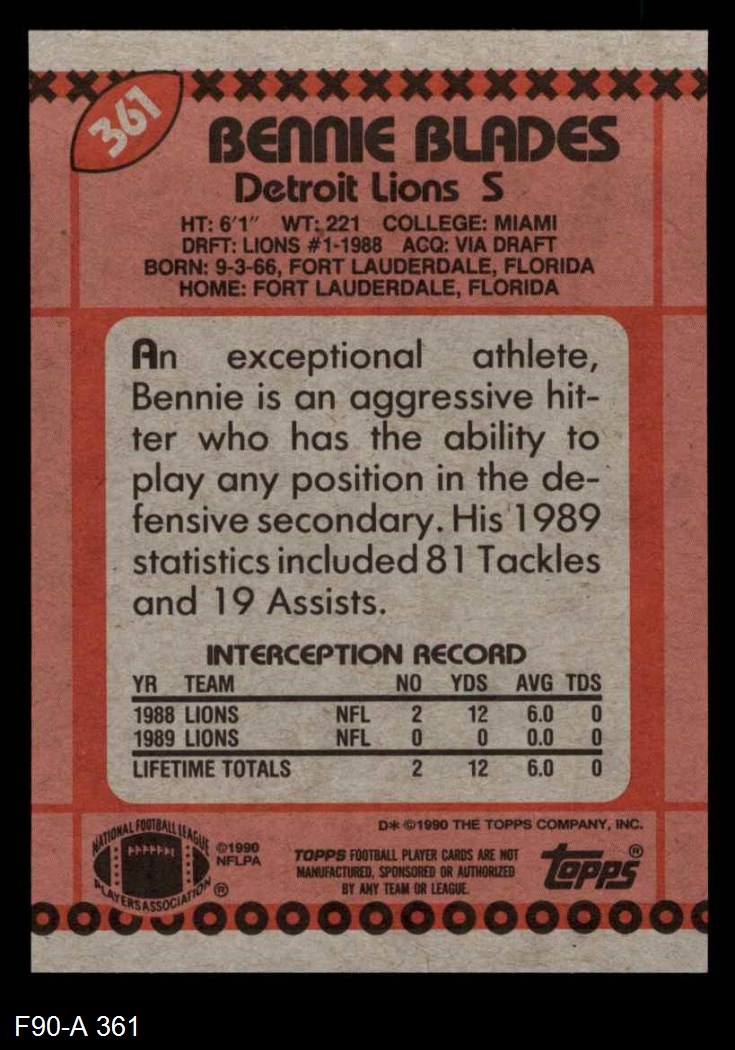 361
BENNIE BLADES
Detroit Lions S
HT: 6'1" WT: 221 COLLEGE: MIAMI
DRFT: LIONS #1-1988 ACQ: VIA DRAFT
BORN: 9-3-66, FORT LAUDERDALE, FLORIDA
HOME: FORT LAUDERDALE, FLORIDA
An exceptional athlete,
Bennie is an aggressive hit-
ter who has the ability to
play any position in the de-
fensive secondary. His 1989
statistics included 81 Tackles
and 19 Assists.
INTERCEPTION RECORD
YR TEAM NO YDS AVG TDS
1988 LIONS NFL 2 12 6.0 0
1989 LIONS NFL 0 0 0.0 0
LIFETIME TOTALS 2 12 6.0 0
D* ©1990 THE TOPPS COMPANY, INC.
NATIONAL FOOTBALL LEAGUE
PLAYERS ASSOCIATION ®
©1990
NFLPA
TOPPS FOOTBALL PLAYER CARDS ARE NOT
MANUFACTURED, SPONSORED OR AUTHORIZED
BY ANY TEAM OR LEAGUE.
topps®
F90-A 361